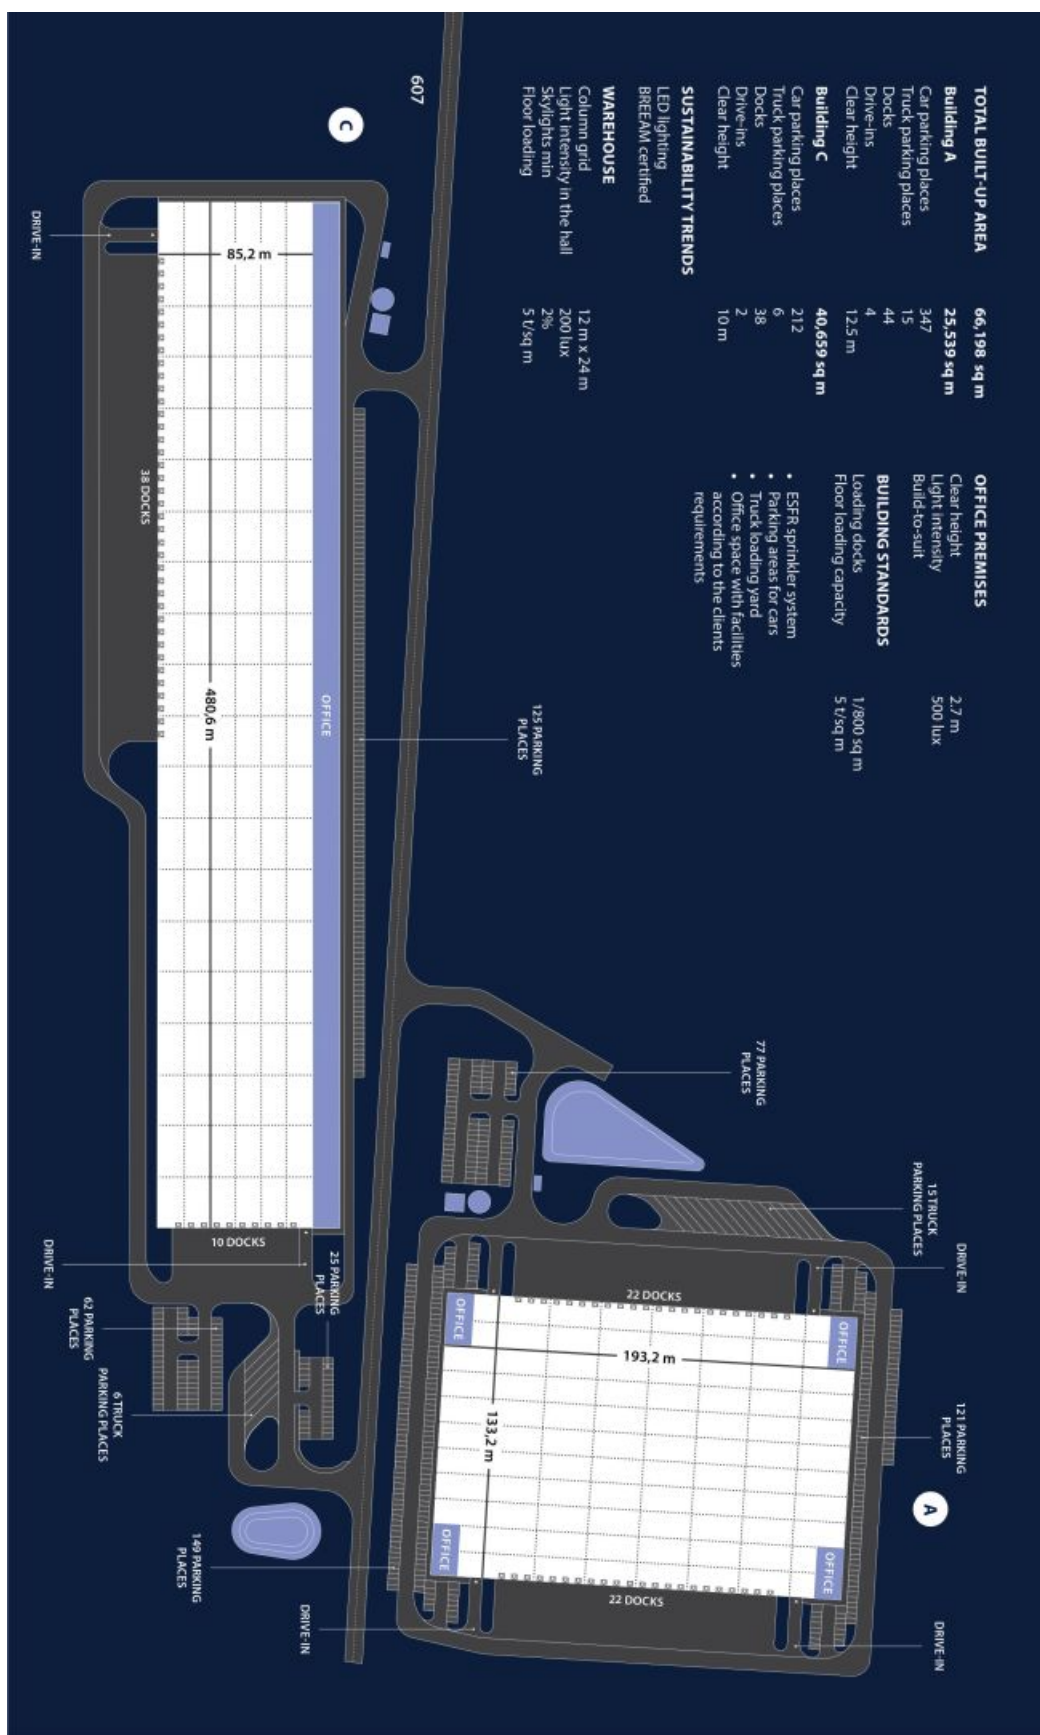 TOTAL BUILT-UP AREA 66,198 sq m
Building A 25,539 sq m
Car parking places 347
Truck parking places 15
Docks 44
Drive-ins 4
Clear height 12.5 m
Building C 40,659 sq m
Car parking places 212
Truck parking places 6
Docks 38
Drive-ins 2
Clear height 10 m
SUSTAINABILITY TRENDS
LED lighting
BREEAM certified
WAREHOUSE
Column grid 12 m x 24 m
Light intensity in the hall 200 lux
Skylights min 2%
Floor loading 5 t/sq m
OFFICE PREMISES
Clear height 2.7 m
Light intensity 500 lux
Build-to-suit
BUILDING STANDARDS
Loading docks 1/800 sq m
Floor loading capacity 5 t/sq m
• ESFR sprinkler system
• Parking areas for cars
• Truck loading yard
• Office space with facilities
according to the clients
requirements
15 TRUCK
PARKING PLACES
DRIVE-IN
121 PARKING
PLACES
A
DRIVE-IN
77 PARKING
PLACES
OFFICE
OFFICE
22 DOCKS
193,2 m
22 DOCKS
133,2 m
OFFICE
OFFICE
125 PARKING
PLACES
607
C
149 PARKING
PLACES
DRIVE-IN
OFFICE
85,2 m
480,6 m
10 DOCKS
25 PARKING
PLACES
38 DOCKS
DRIVE-IN
DRIVE-IN
62 PARKING
PLACES
6 TRUCK
PARKING PLACES